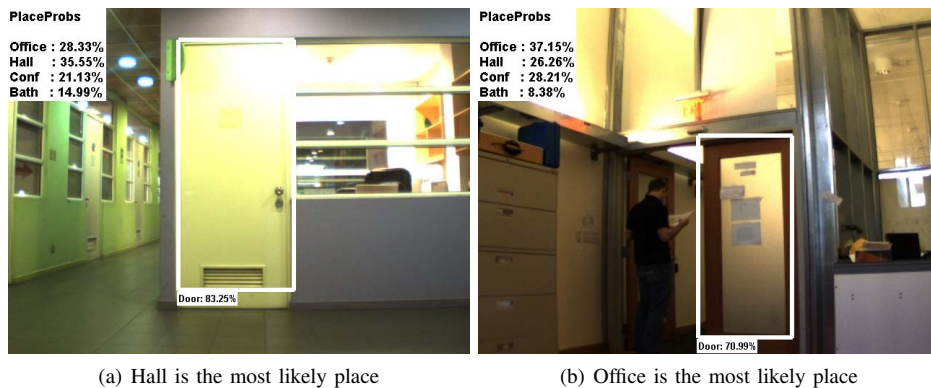 PlaceProbs
Office : 28.33%
Hall : 35.55%
Conf : 21.13%
Bath : 14.99%
Door: 83.25%
(a) Hall is the most likely place
PlaceProbs
Office : 37.15%
Hall : 26.26%
Conf : 28.21%
Bath : 8.38%
Door: 70.99%
(b) Office is the most likely place